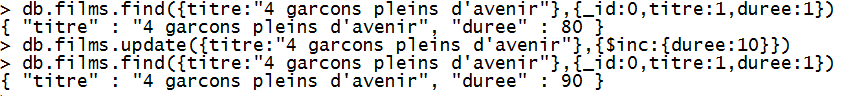 > db.films.find({titre:"4 garcons pleins d'avenir"},{_id:0,titre:1,duree:1})
{ "titre" : "4 garcons pleins d'avenir", "duree" : 80 }
> db.films.update({titre:"4 garcons pleins d'avenir"},{$inc:{duree:10}})
> db.films.find({titre:"4 garcons pleins d'avenir"},{_id:0,titre:1,duree:1})
{ "titre" : "4 garcons pleins d'avenir", "duree" : 90 }